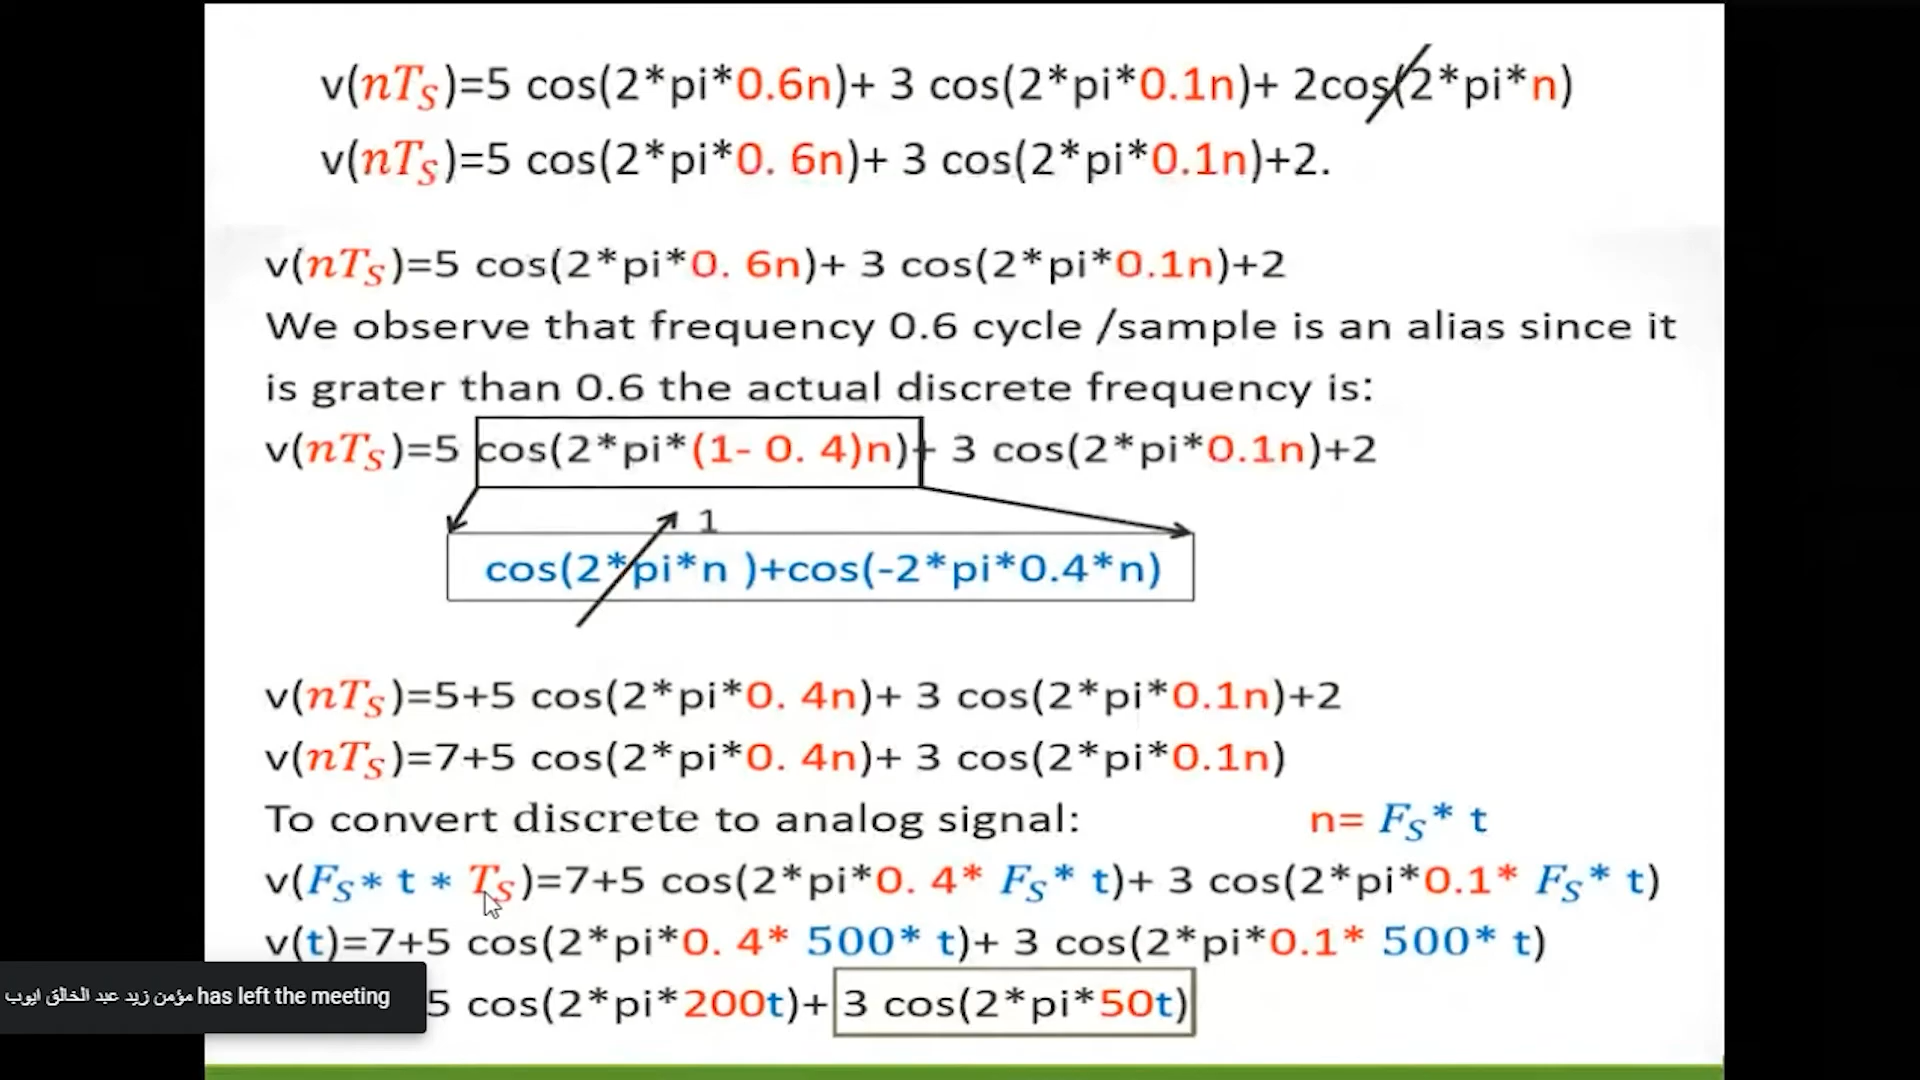 v(nT_S)=5 cos(2*pi*0.6n)+ 3 cos(2*pi*0.1n)+ 2cos(2*pi*n)
v(nT_S)=5 cos(2*pi*0. 6n)+ 3 cos(2*pi*0.1n)+2.
v(nT_S)=5 cos(2*pi*0. 6n)+ 3 cos(2*pi*0.1n)+2
We observe that frequency 0.6 cycle /sample is an alias since it
is grater than 0.6 the actual discrete frequency is:
v(nT_S)=5 cos(2*pi*(1- 0. 4)n)+ 3 cos(2*pi*0.1n)+2
1
cos(2*pi*n )+cos(-2*pi*0.4*n)
v(nT_S)=5+5 cos(2*pi*0. 4n)+ 3 cos(2*pi*0.1n)+2
v(nT_S)=7+5 cos(2*pi*0. 4n)+ 3 cos(2*pi*0.1n)
To convert discrete to analog signal: n= F_S* t
v(F_S* t * T_S)=7+5 cos(2*pi*0. 4* F_S* t)+ 3 cos(2*pi*0.1* F_S* t)
v(t)=7+5 cos(2*pi*0. 4* 500* t)+ 3 cos(2*pi*0.1* 500* t)
مؤمن زيد عبد الخالق ايوب has left the meeting
5 cos(2*pi*200t)+ 3 cos(2*pi*50t)